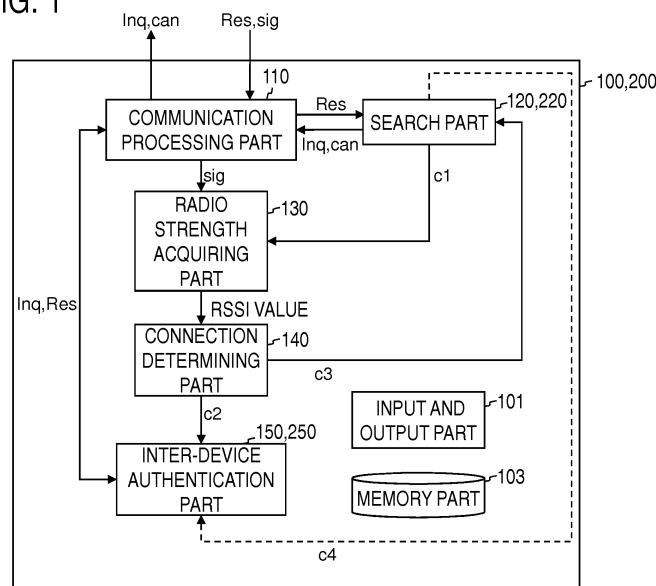 FIG. 1
Inq,can
Res,sig
100,200
110
COMMUNICATION
PROCESSING PART
Res
Inq,can
120,220
SEARCH PART
sig
c1
RADIO
STRENGTH
ACQUIRING
PART
130
Inq,Res
RSSI VALUE
CONNECTION
DETERMINING
PART
140
c3
c2
INPUT AND
OUTPUT PART
101
150,250
INTER-DEVICE
AUTHENTICATION
PART
MEMORY PART
103
c4